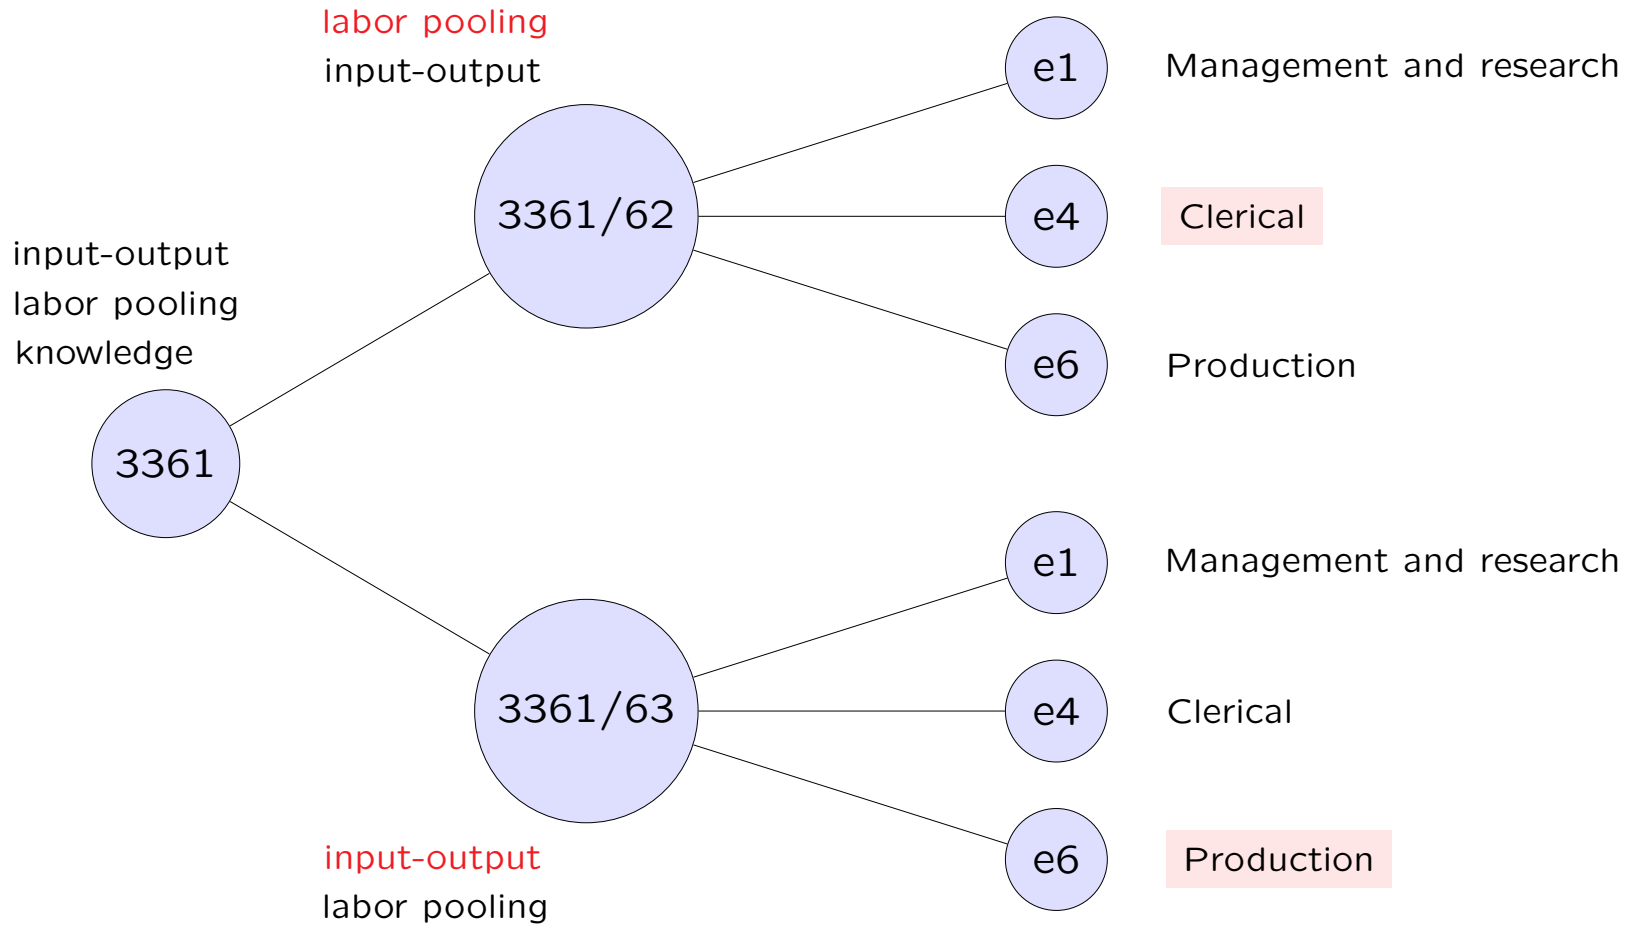 labor pooling
input-output
e1 Management and research
3361/62 e4 Clerical
input-output
labor pooling
knowledge
e6 Production
3361
e1 Management and research
3361/63 e4 Clerical
input-output
labor pooling
e6 Production